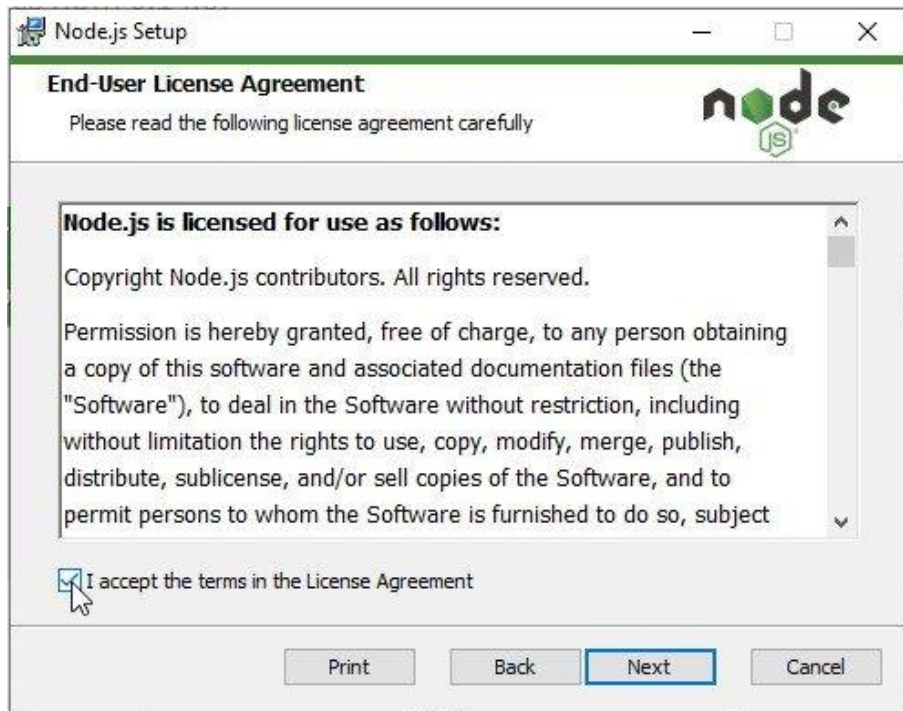 Node.js Setup
End-User License Agreement
Please read the following license agreement carefully
node
JS
Node.js is licensed for use as follows:
Copyright Node.js contributors. All rights reserved.
Permission is hereby granted, free of charge, to any person obtaining
a copy of this software and associated documentation files (the
"Software"), to deal in the Software without restriction, including
without limitation the rights to use, copy, modify, merge, publish,
distribute, sublicense, and/or sell copies of the Software, and to
permit persons to whom the Software is furnished to do so, subject
I accept the terms in the License Agreement
Print Back Next Cancel